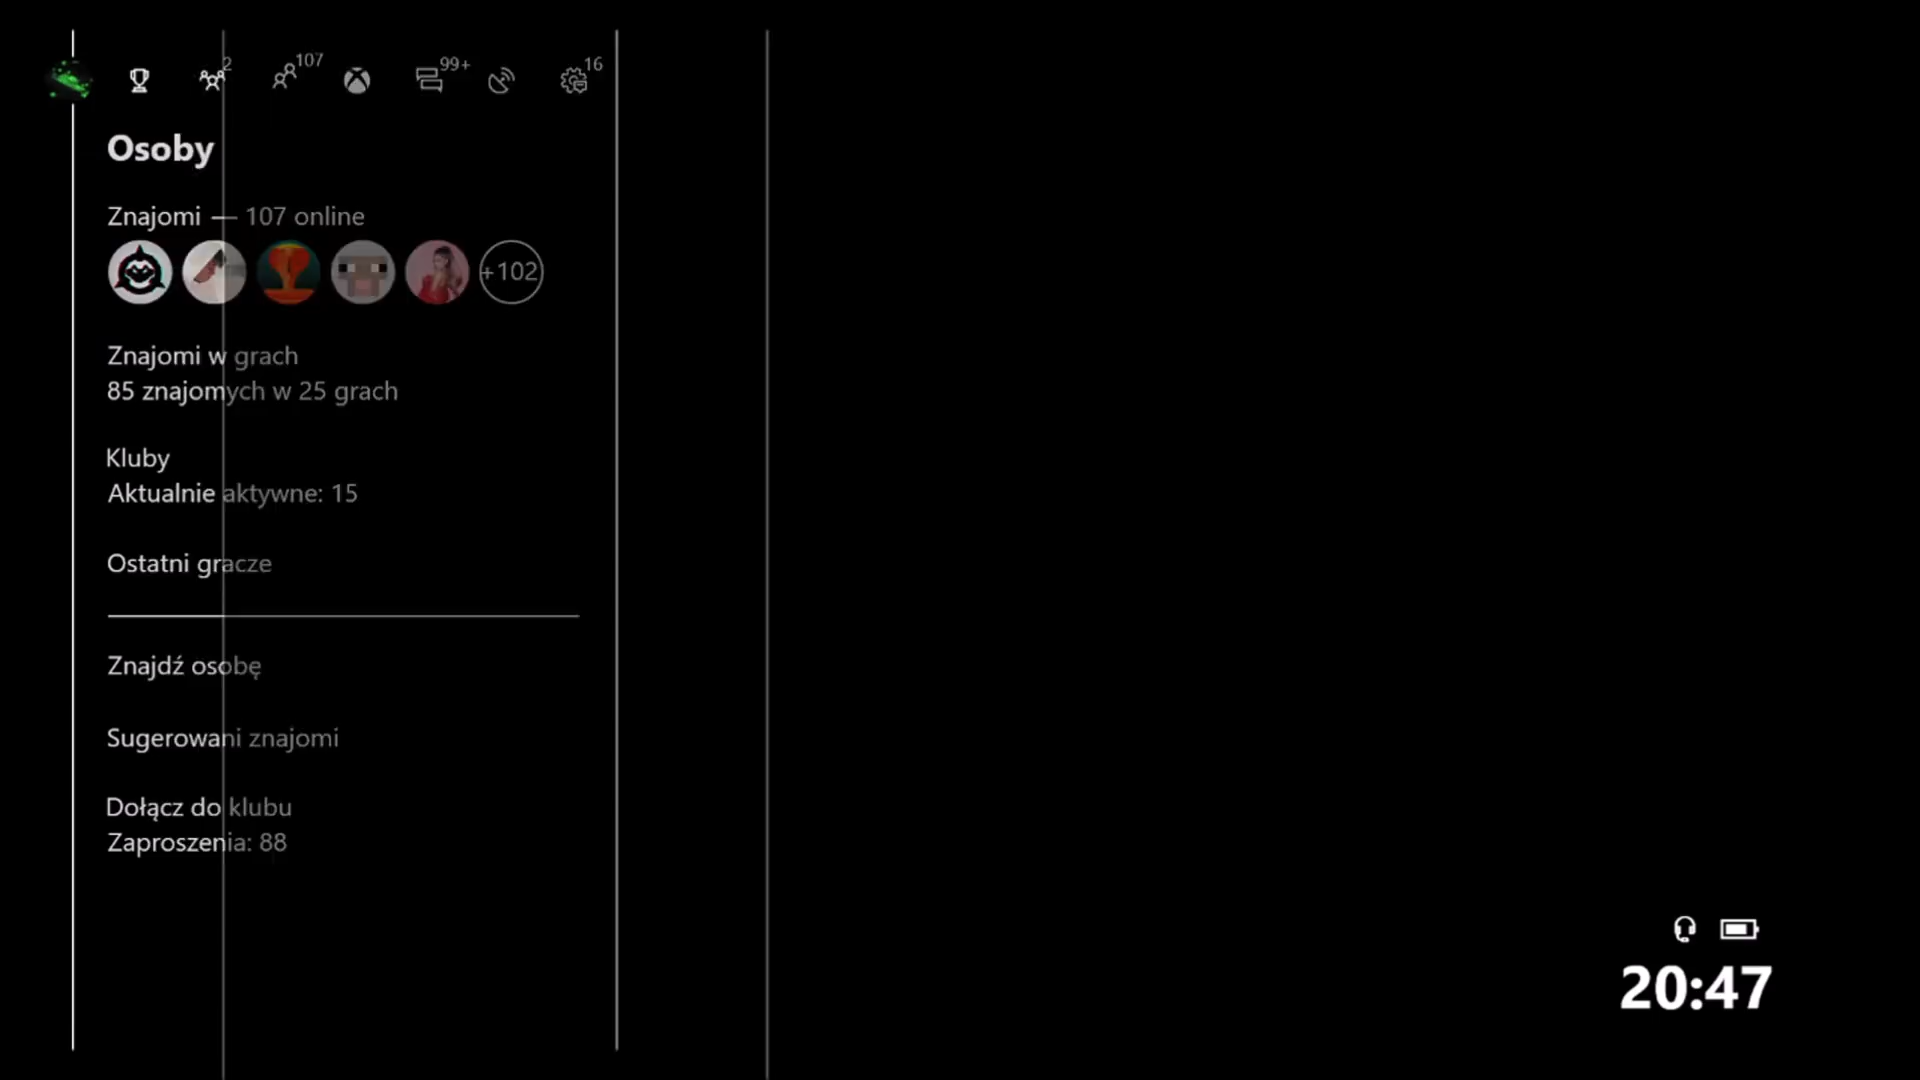 2 107 99+ 16
Osoby
Znajomi — 107 online
+102
Znajomi w grach
85 znajomych w 25 grach
Kluby
Aktualnie aktywne: 15
Ostatni gracze
Znajdź osobę
Sugerowani znajomi
Dołącz do klubu
Zaproszenia: 88
20:47